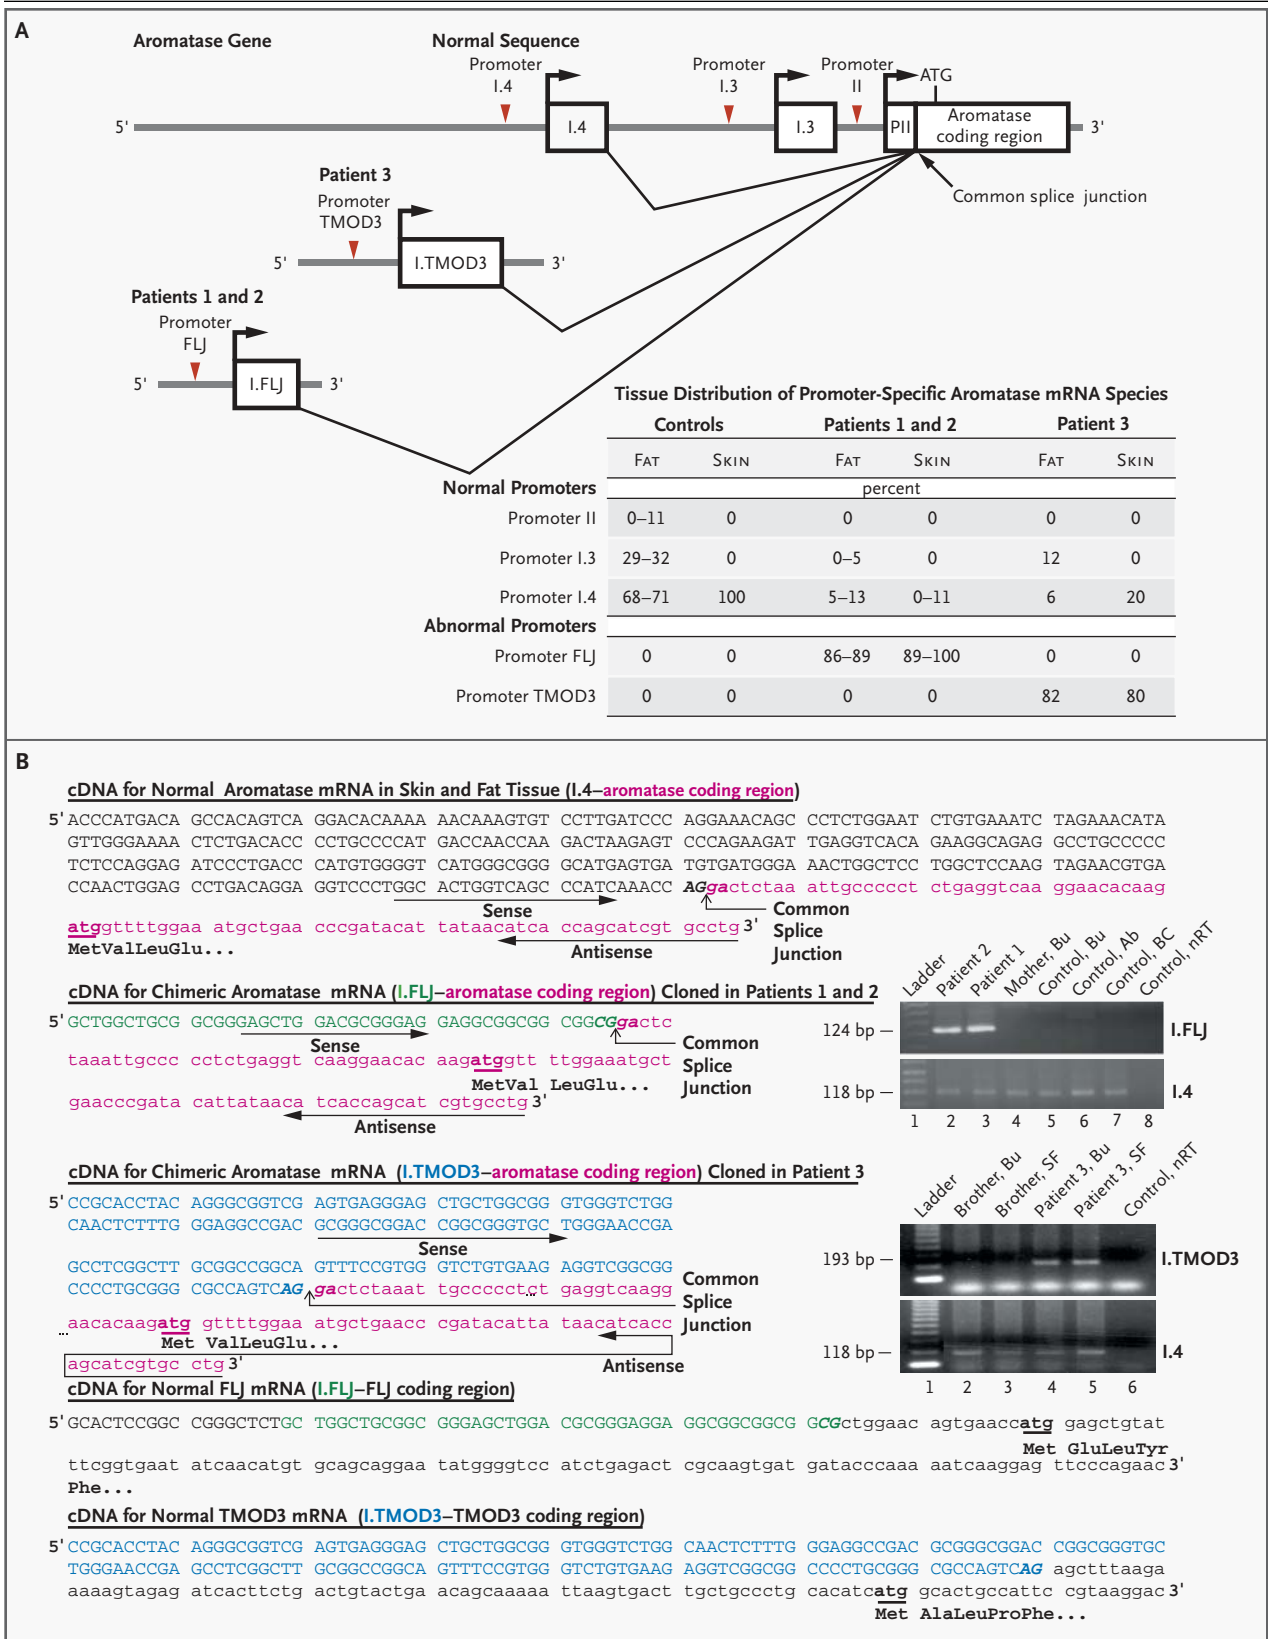 A
Aromatase Gene
Normal Sequence
Promoter I.4
Promoter I.3
Promoter II
ATG
5'
I.4
I.3
PII
Aromatase coding region
3'
Common splice junction
Patient 3
Promoter TMOD3
5'
I.TMOD3
3'
Patients 1 and 2
Promoter FLJ
5'
I.FLJ
3'
Tissue Distribution of Promoter-Specific Aromatase mRNA Species
Controls Patients 1 and 2 Patient 3
Fat Skin Fat Skin Fat Skin
Normal Promoters percent
Promoter II 0–11 0 0 0 0 0
Promoter I.3 29–32 0 0–5 0 12 0
Promoter I.4 68–71 100 5–13 0–11 6 20
Abnormal Promoters
Promoter FLJ 0 0 86–89 89–100 0 0
Promoter TMOD3 0 0 0 0 82 80
B
cDNA for Normal Aromatase mRNA in Skin and Fat Tissue (I.4–aromatase coding region)
5' ACCCATGACA GCCACAGTCA GGACACAAAA AACAAAGTGT CCTTGATCCC AGGAAACAGC CCTCTGGAAT CTGTGAAATC TAGAAACATA
GTTGGGAAAA CTCTGACACC CCTGCCCCAT GACCAACCAA GACTAAGAGT CCCAGAAGAT TGAGGTCACA GAAGGCAGAG GCCTGCCCCC
TCTCCAGGAG ATCCCTGACC CATGTGGGGT CATGGGCGGG GCATGAGTGA TGTGATGGGA AACTGGCTCC TGGCTCCAAG TAGAACGTGA
CCAACTGGAG CCTGACAGGA GGTCCCTGGC ACTGGTCAGC CCATCAAACC AGgactctaa attgccccct ctgaggtcaa ggaacacaag
Sense
Common Splice Junction
atggttttggaa atgctgaa cccgatacat tataacatca ccagcatcgt gcctg 3'
MetValLeuGlu...
Antisense
cDNA for Chimeric Aromatase mRNA (I.FLJ–aromatase coding region) Cloned in Patients 1 and 2
5' GCTGGCTGCG GCGGGAGCTG GACGCGGGAG GAGGCGGCGG CGGCGgactc
Sense
Common Splice Junction
taaattgccc cctctgaggt caaggaacac aagatggttt tggaaatgct
MetVal LeuGlu...
gaacccgata cattataaca tcaccagcat cgtgcctg 3'
Antisense
Ladder
Patient 2
Patient 1
Mother, Bu
Control, Bu
Control, Ab
Control, BC
Control, nRT
124 bp
I.FLJ
118 bp
I.4
1 2 3 4 5 6 7 8
cDNA for Chimeric Aromatase mRNA (I.TMOD3–aromatase coding region) Cloned in Patient 3
5' CCGCACCTAC AGGGCGGTCG AGTGAGGGAG CTGCTGGCGG GTGGGTCTGG
CAACTCTTTG GGAGGCCGAC GCGGGCGGAC CGGCGGGTGC TGGGAACCGA
Sense
GCCTCGGCTT GCGGCCGGCA GTTTCCGTGG GTCTGTGAAG AGGTCGGCGG
CCCCTGCGGG CGCCAGTCAG gactctaaat tgccccctct gaggtcaagg
Common Splice Junction
aacacaagatg gttttggaa atgctgaacc cgatacatta taacatcacc
Met ValLeuGlu...
Antisense
agcatcgtgc ctg 3'
Ladder
Brother, Bu
Brother, SF
Patient 3, Bu
Patient 3, SF
Control, nRT
193 bp
I.TMOD3
118 bp
I.4
1 2 3 4 5 6
cDNA for Normal FLJ mRNA (I.FLJ–FLJ coding region)
5' GCACTCCGGC CGGGCTCTGC TGGCTGCGGC GGGAGCTGGA CGCGGGAGGA GGCGGCGGCG GCGctggaac agtgaaccatg gagctgtat
Met GluLeuTyr
ttcggtgaat atcaacatgt gcagcaggaa tatggggtcc atctgagact cgcaagtgat gatacccaaa aatcaaggag ttcccagaac 3'
Phe...
cDNA for Normal TMOD3 mRNA (I.TMOD3–TMOD3 coding region)
5' CCGCACCTAC AGGGCGGTCG AGTGAGGGAG CTGCTGGCGG GTGGGTCTGG CAACTCTTTG GGAGGCCGAC GCGGGCGGAC CGGCGGGTGC
TGGGAACCGA GCCTCGGCTT GCGGCCGGCA GTTTCCGTGG GTCTGTGAAG AGGTCGGCGG CCCCTGCGGG CGCCAGTCAG agctttaaga
aaaagtagag atcacttctg actgtactga acagcaaaaa ttaagtgact tgctgccctg cacatcatg gcactgccattc cgtaaggac 3'
Met AlaLeuProPhe...